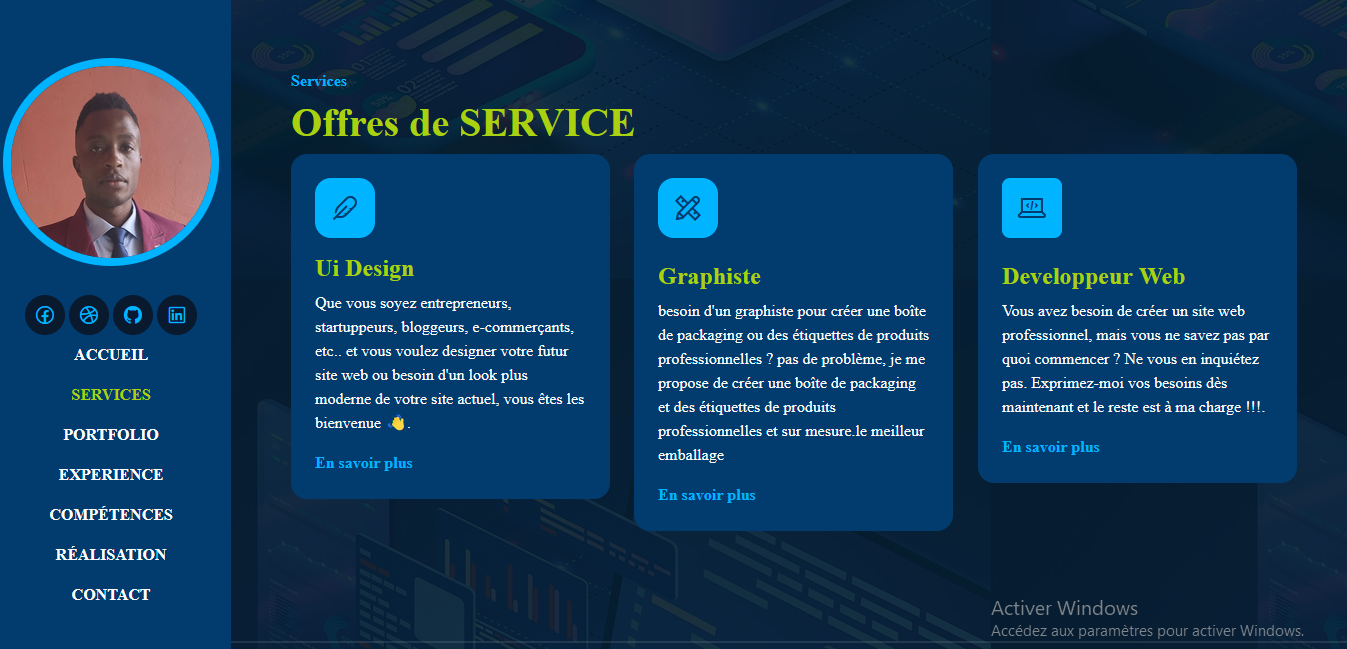 Services
Offres de SERVICE
ACCUEIL
SERVICES
PORTFOLIO
EXPERIENCE
COMPÉTENCES
RÉALISATION
CONTACT
Ui Design
Que vous soyez entrepreneurs,
startuppeurs, bloggeurs, e-commerçants,
etc.. et vous voulez designer votre futur
site web ou besoin d'un look plus
moderne de votre site actuel, vous êtes les
bienvenue 👋.
En savoir plus
Graphiste
besoin d'un graphiste pour créer une boîte
de packaging ou des étiquettes de produits
professionnelles ? pas de problème, je me
propose de créer une boîte de packaging
et des étiquettes de produits
professionnelles et sur mesure.le meilleur
emballage
En savoir plus
Developpeur Web
Vous avez besoin de créer un site web
professionnel, mais vous ne savez pas par
quoi commencer ? Ne vous en inquiétez
pas. Exprimez-moi vos besoins dès
maintenant et le reste est à ma charge !!!.
En savoir plus
Activer Windows
Accédez aux paramètres pour activer Windows.